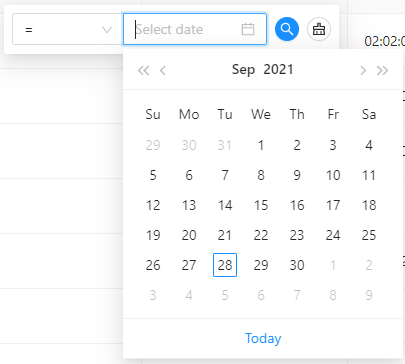 = Select date
02:02:0
Sep 2021
Su Mo Tu We Th Fr Sa
29 30 31 1 2 3 4
5 6 7 8 9 10 11
12 13 14 15 16 17 18
19 20 21 22 23 24 25
26 27 28 29 30 1 2
3 4 5 6 7 8 9
Today